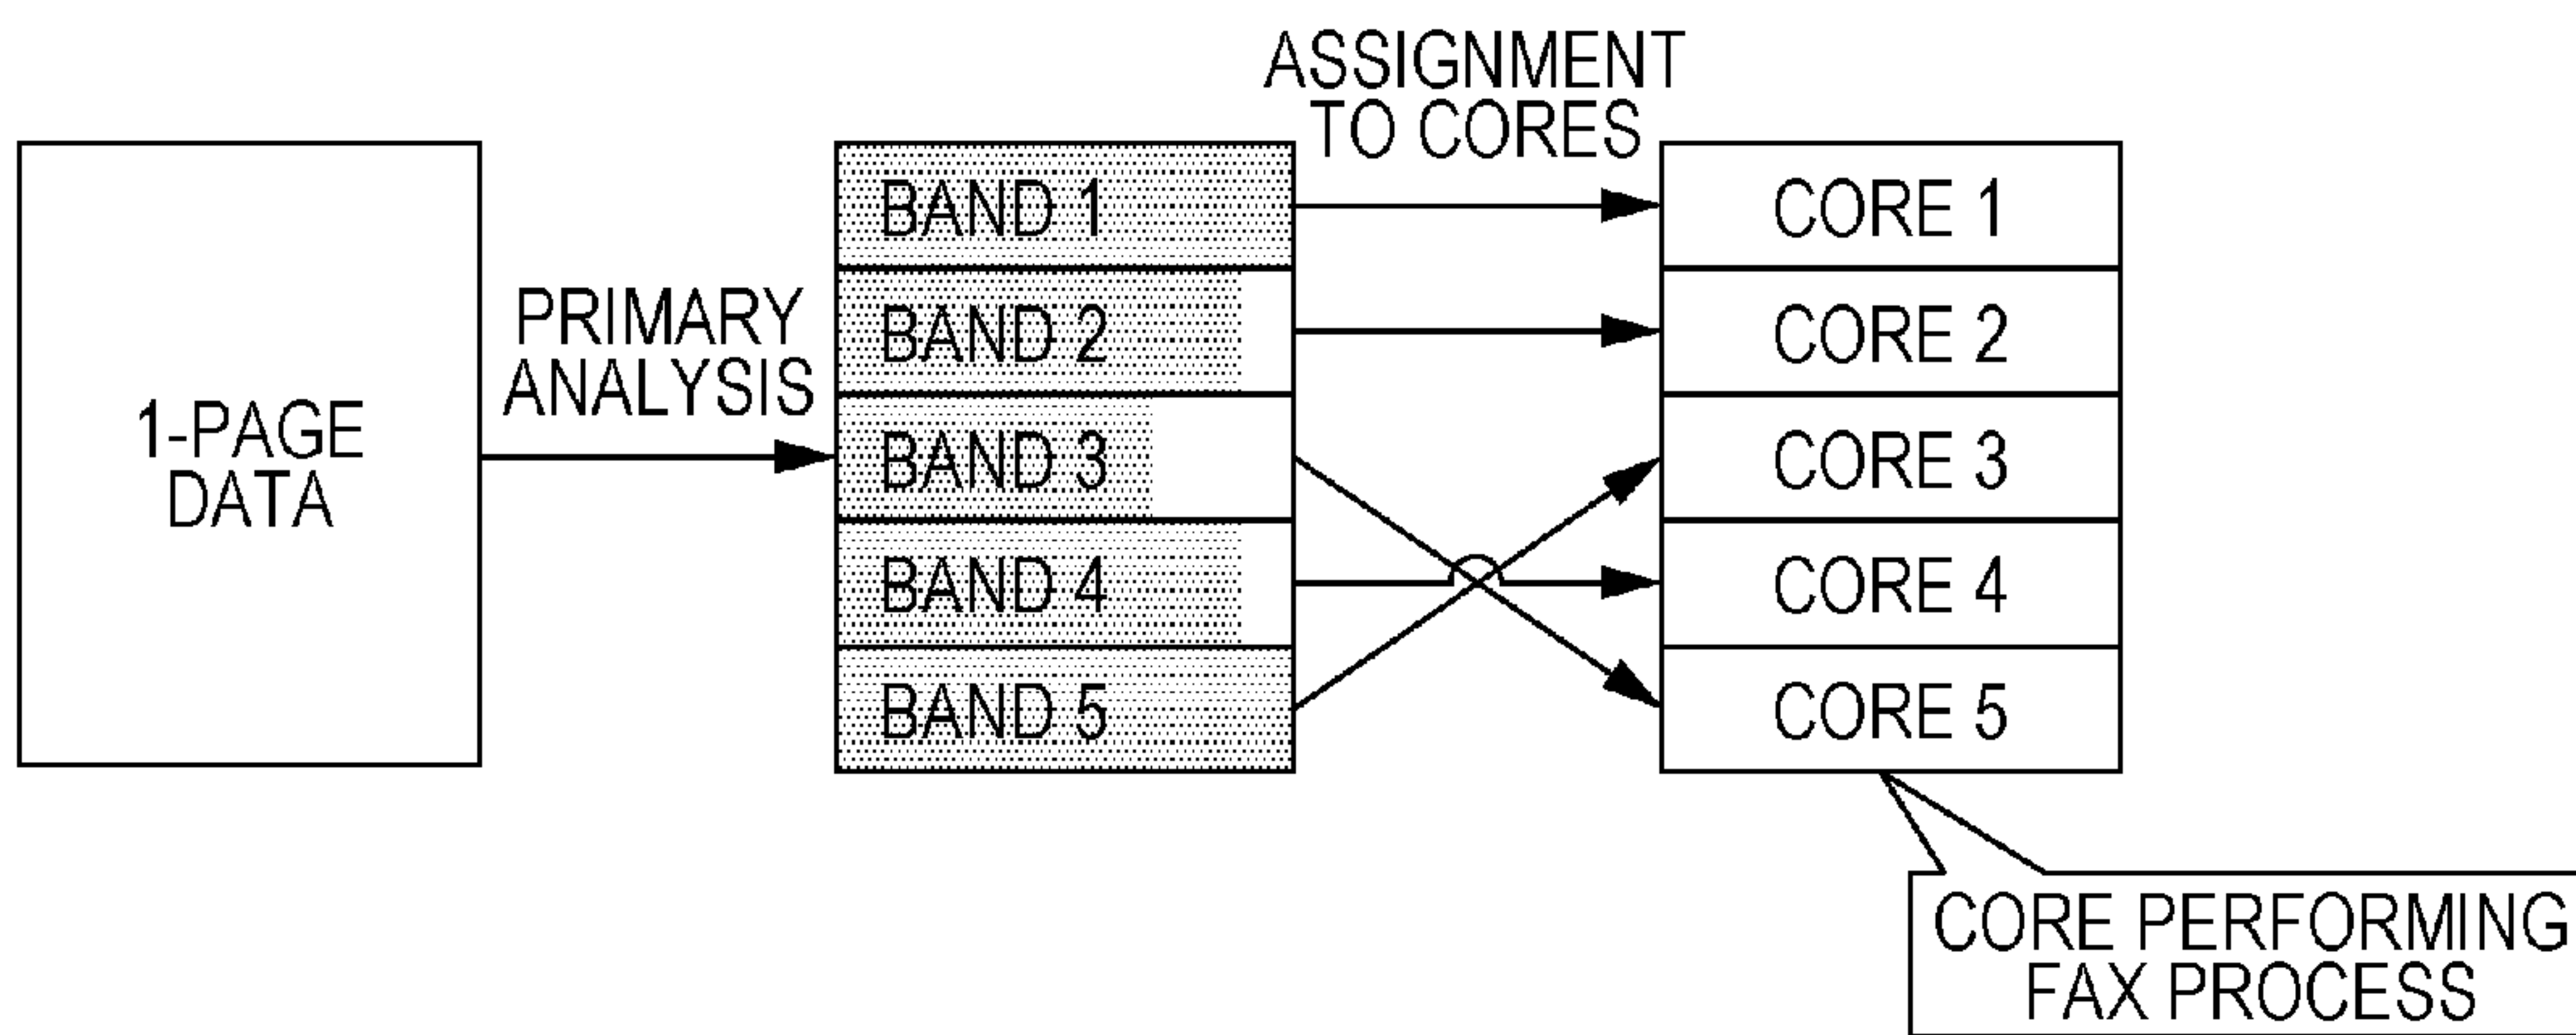 1-PAGE
DATA
PRIMARY
ANALYSIS
BAND 1
BAND 2
BAND 3
BAND 4
BAND 5
ASSIGNMENT
TO CORES
CORE 1
CORE 2
CORE 3
CORE 4
CORE 5
CORE PERFORMING
FAX PROCESS